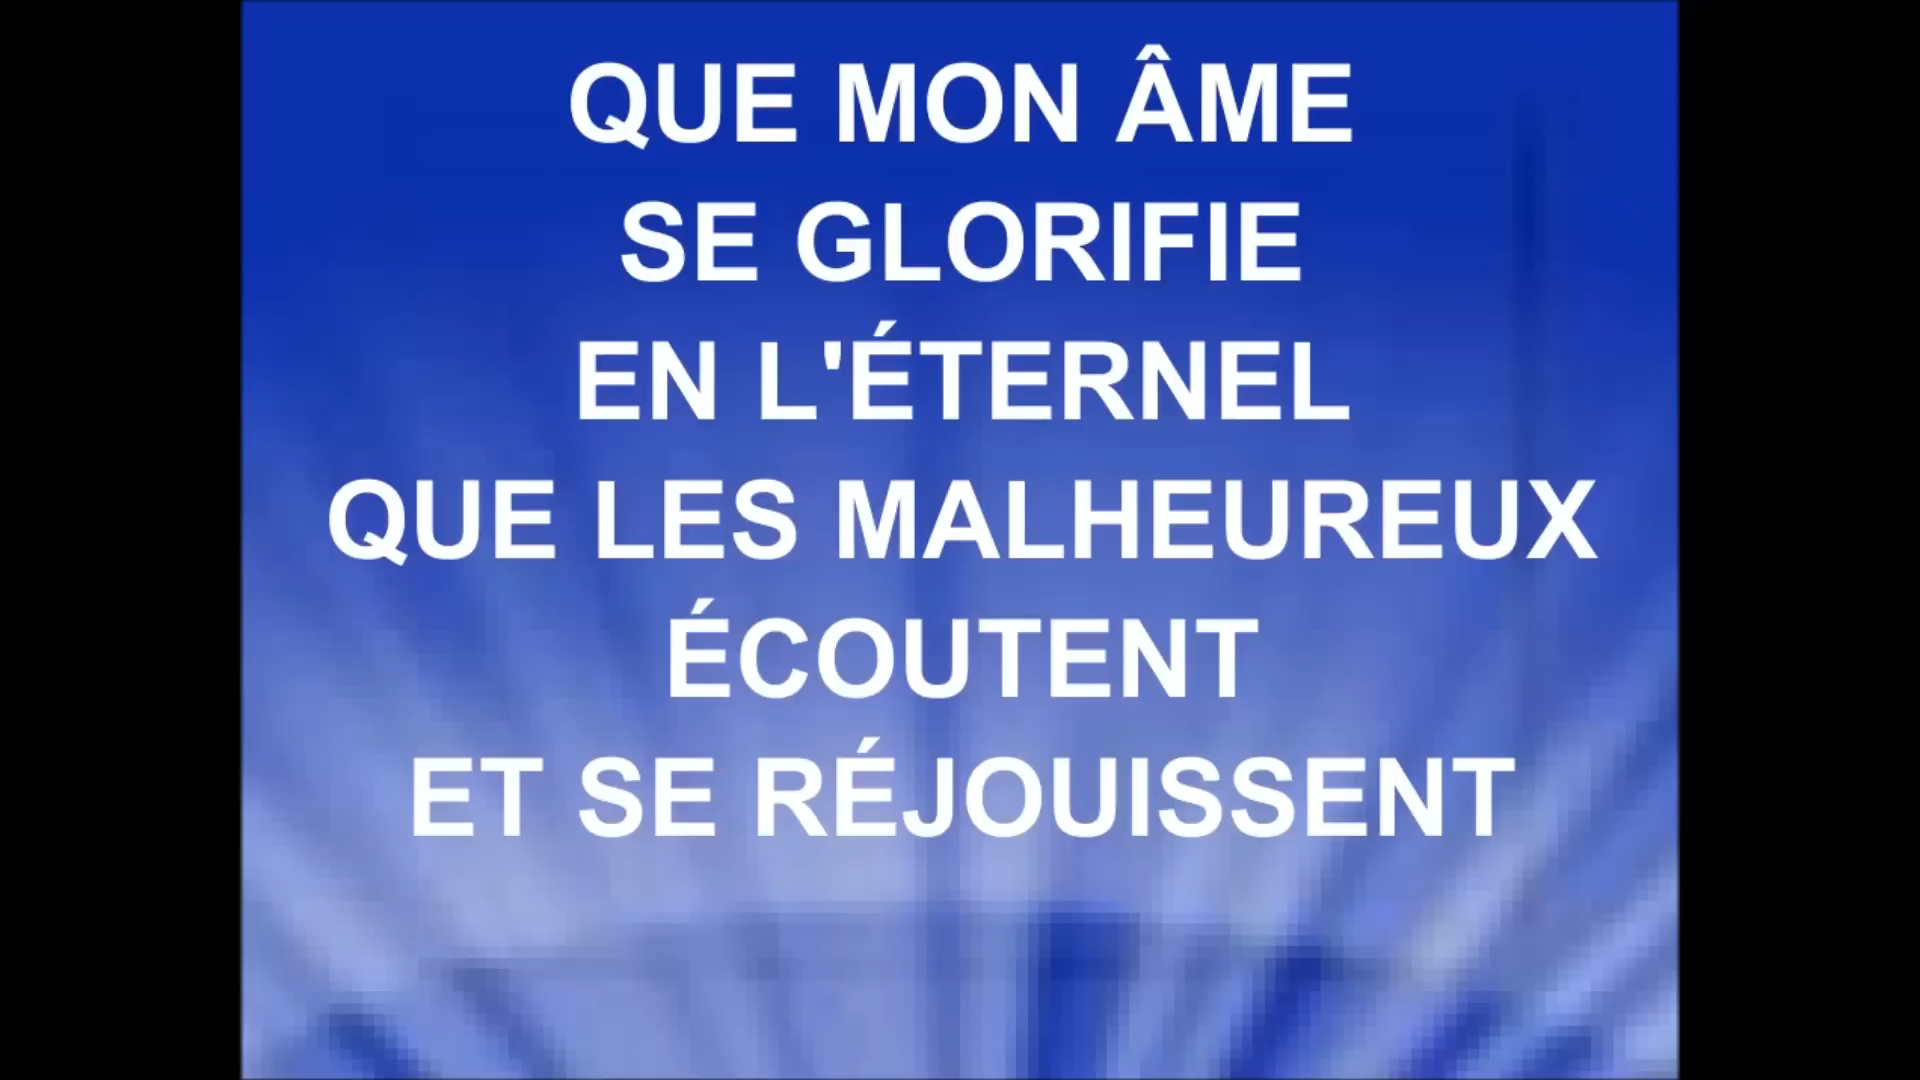 QUE MON ÂME
SE GLORIFIE
EN L'ÉTERNEL
QUE LES MALHEUREUX
ÉCOUTENT
ET SE RÉJOUISSENT